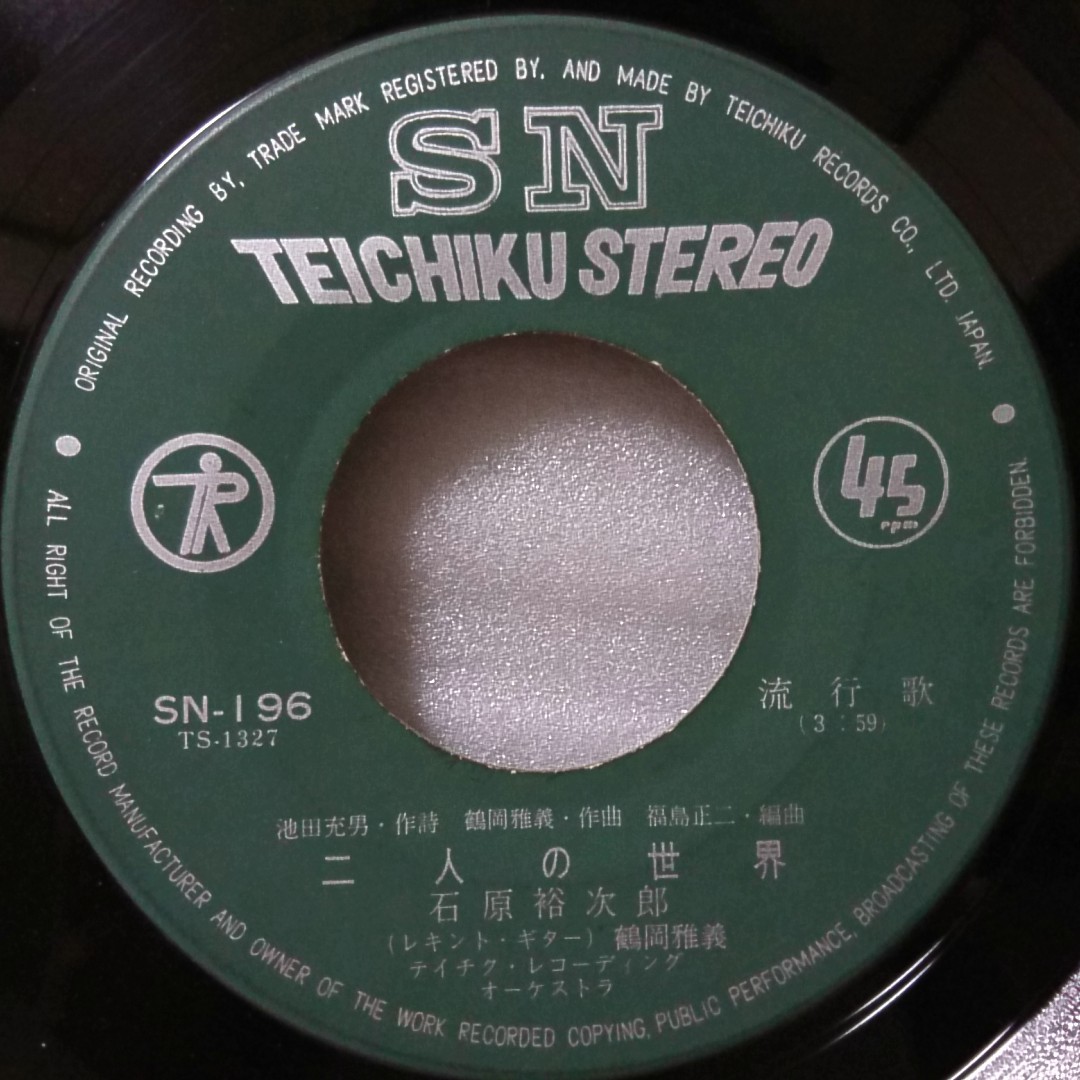 ORIGINAL RECORDING BY, TRADE MARK REGISTERED BY, AND MADE BY TEICHIKU RECORDS CO., LTD. JAPAN.
SN
TEICHIKU STEREO
45
rpm
SN-196
TS-1327
流行歌
(3:59)
池田充男・作詩 鶴岡雅義・作曲 福島正二・編曲
二人の世界
石原裕次郎
(レキント・ギター) 鶴岡雅義
テイチク・レコーディング
オーケストラ
ALL RIGHT OF THE RECORD MANUFACTURER AND OWNER OF THE WORK RECORDED COPYING, PUBLIC PERFORMANCE, BROADCASTING OF THESE RECORDS ARE FORBIDDEN.